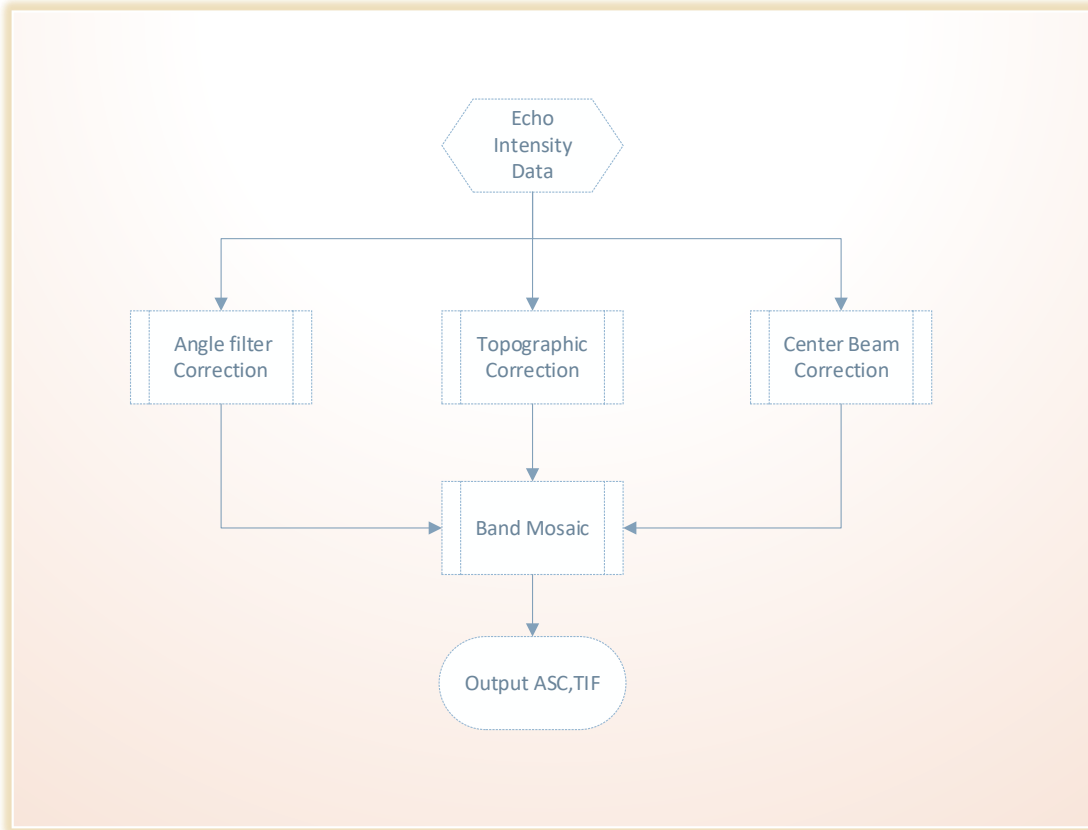 Echo
Intensity
Data
Angle filter
Correction
Topographic
Correction
Center Beam
Correction
Band Mosaic
Output ASC,TIF